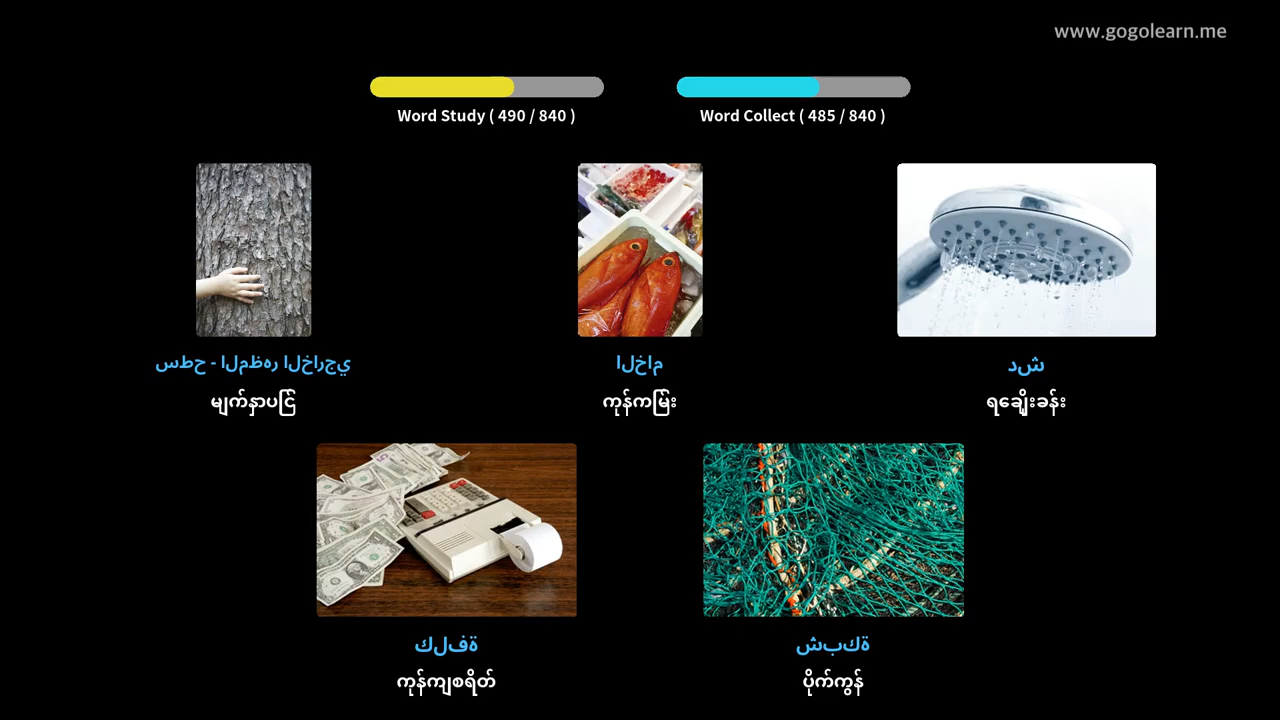 www.gogolearn.me
Word Study ( 490 / 840 )
Word Collect ( 485 / 840 )
سطح - المظهر الخارجي
မျက်နှာပြင်
الخام
ကုန်ကြမ်း
دش
ရေချိုးခန်း
كلفة
ကုန်ကျစရိတ်
شبكة
ပိုက်ကွန်